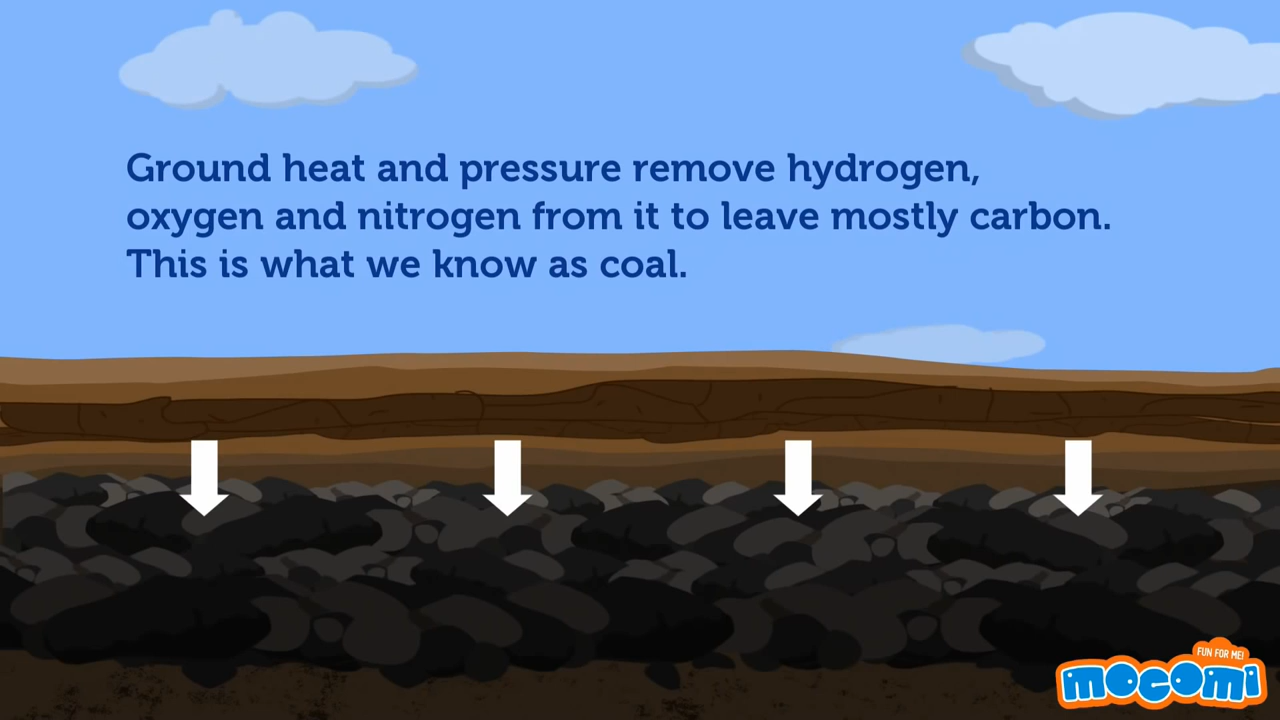 Ground heat and pressure remove hydrogen,
oxygen and nitrogen from it to leave mostly carbon.
This is what we know as coal.
FUN FOR ME!
mocomi